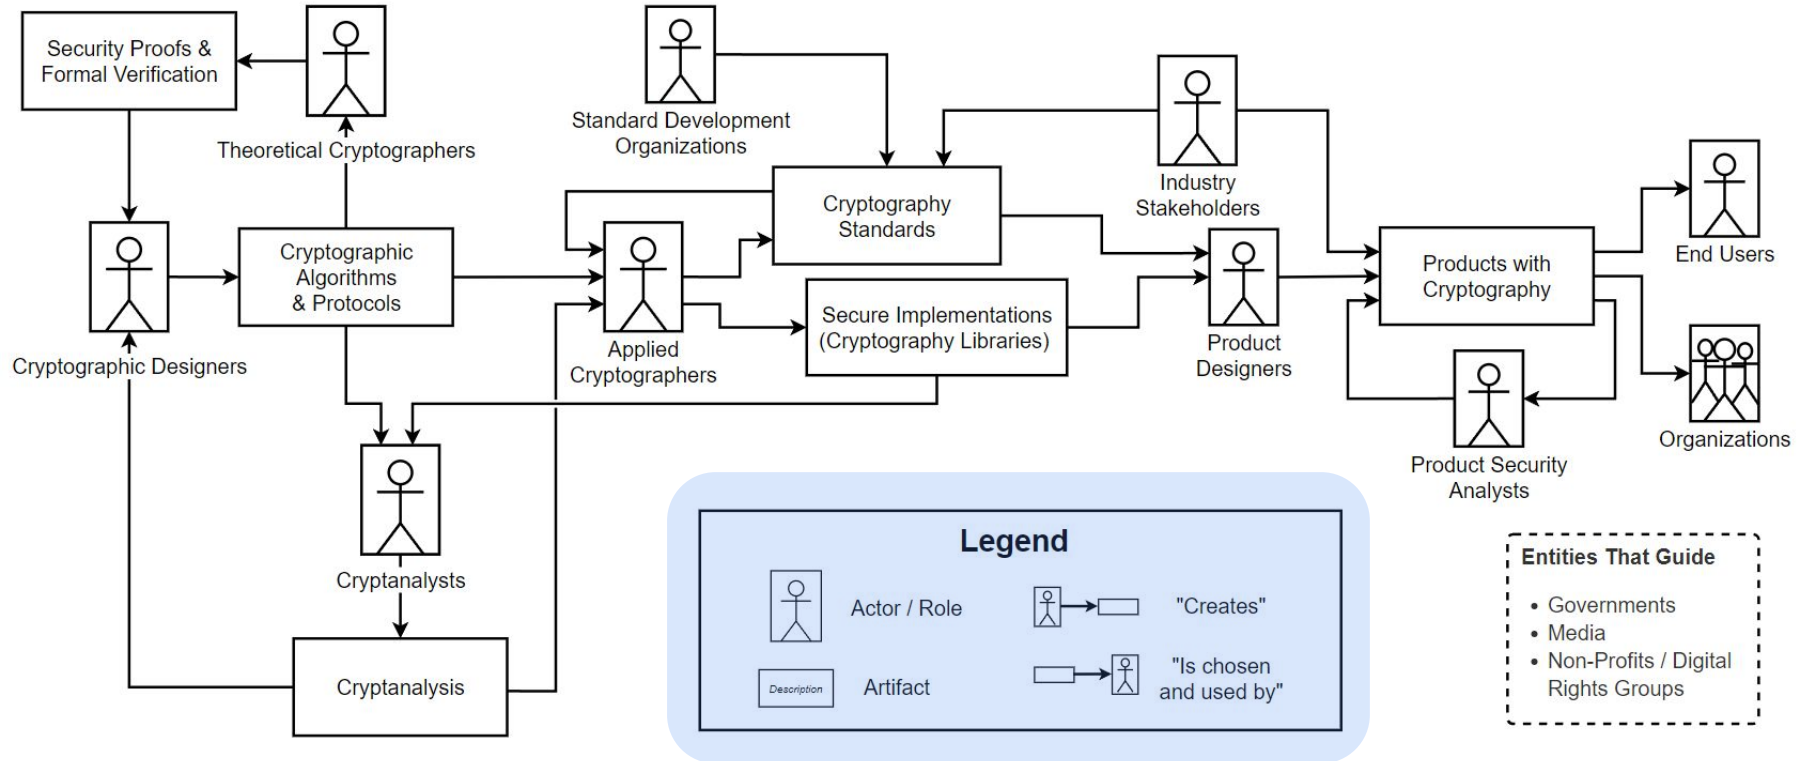 Security Proofs &
Formal Verification
Theoretical Cryptographers
Standard Development
Organizations
Industry
Stakeholders
Cryptography
Standards
End Users
Cryptographic
Algorithms
& Protocols
Products with
Cryptography
Cryptographic Designers
Applied
Cryptographers
Secure Implementations
(Cryptography Libraries)
Product
Designers
Organizations
Product Security
Analysts
Cryptanalysts
Cryptanalysis
Legend
Actor / Role
"Creates"
Description
Artifact
"Is chosen
and used by"
Entities That Guide
• Governments
• Media
• Non-Profits / Digital
Rights Groups